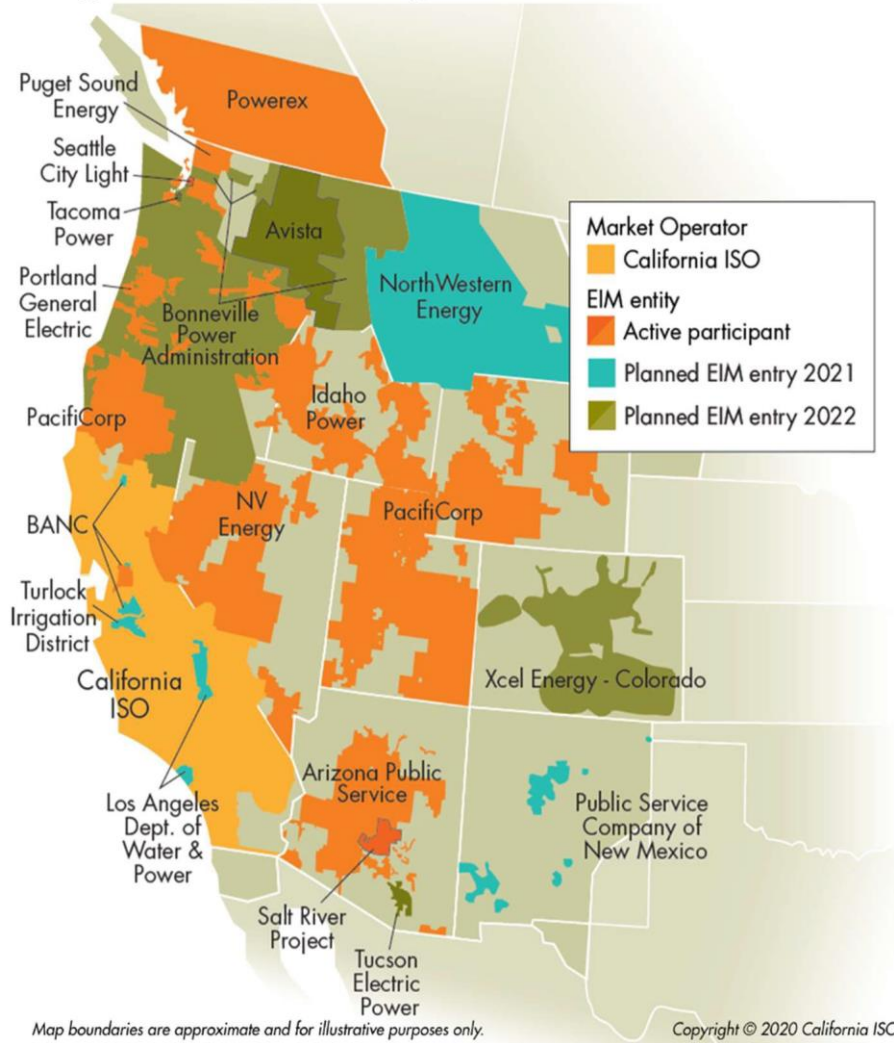 Powerex
Puget Sound
Energy
Seattle
City Light
Tacoma
Power
Avista
Portland
General
Electric
Bonneville
Power
Administration
NorthWestern
Energy
Idaho
Power
PacifiCorp
Market Operator
California ISO
EIM entity
Active participant
Planned EIM entry 2021
Planned EIM entry 2022
NV
Energy
PacifiCorp
BANC
Turlock
Irrigation
District
California
ISO
Xcel Energy - Colorado
Los Angeles
Dept. of
Water &
Power
Arizona Public
Service
Public Service
Company of
New Mexico
Salt River
Project
Tucson
Electric
Power
Map boundaries are approximate and for illustrative purposes only.
Copyright © 2020 California ISO